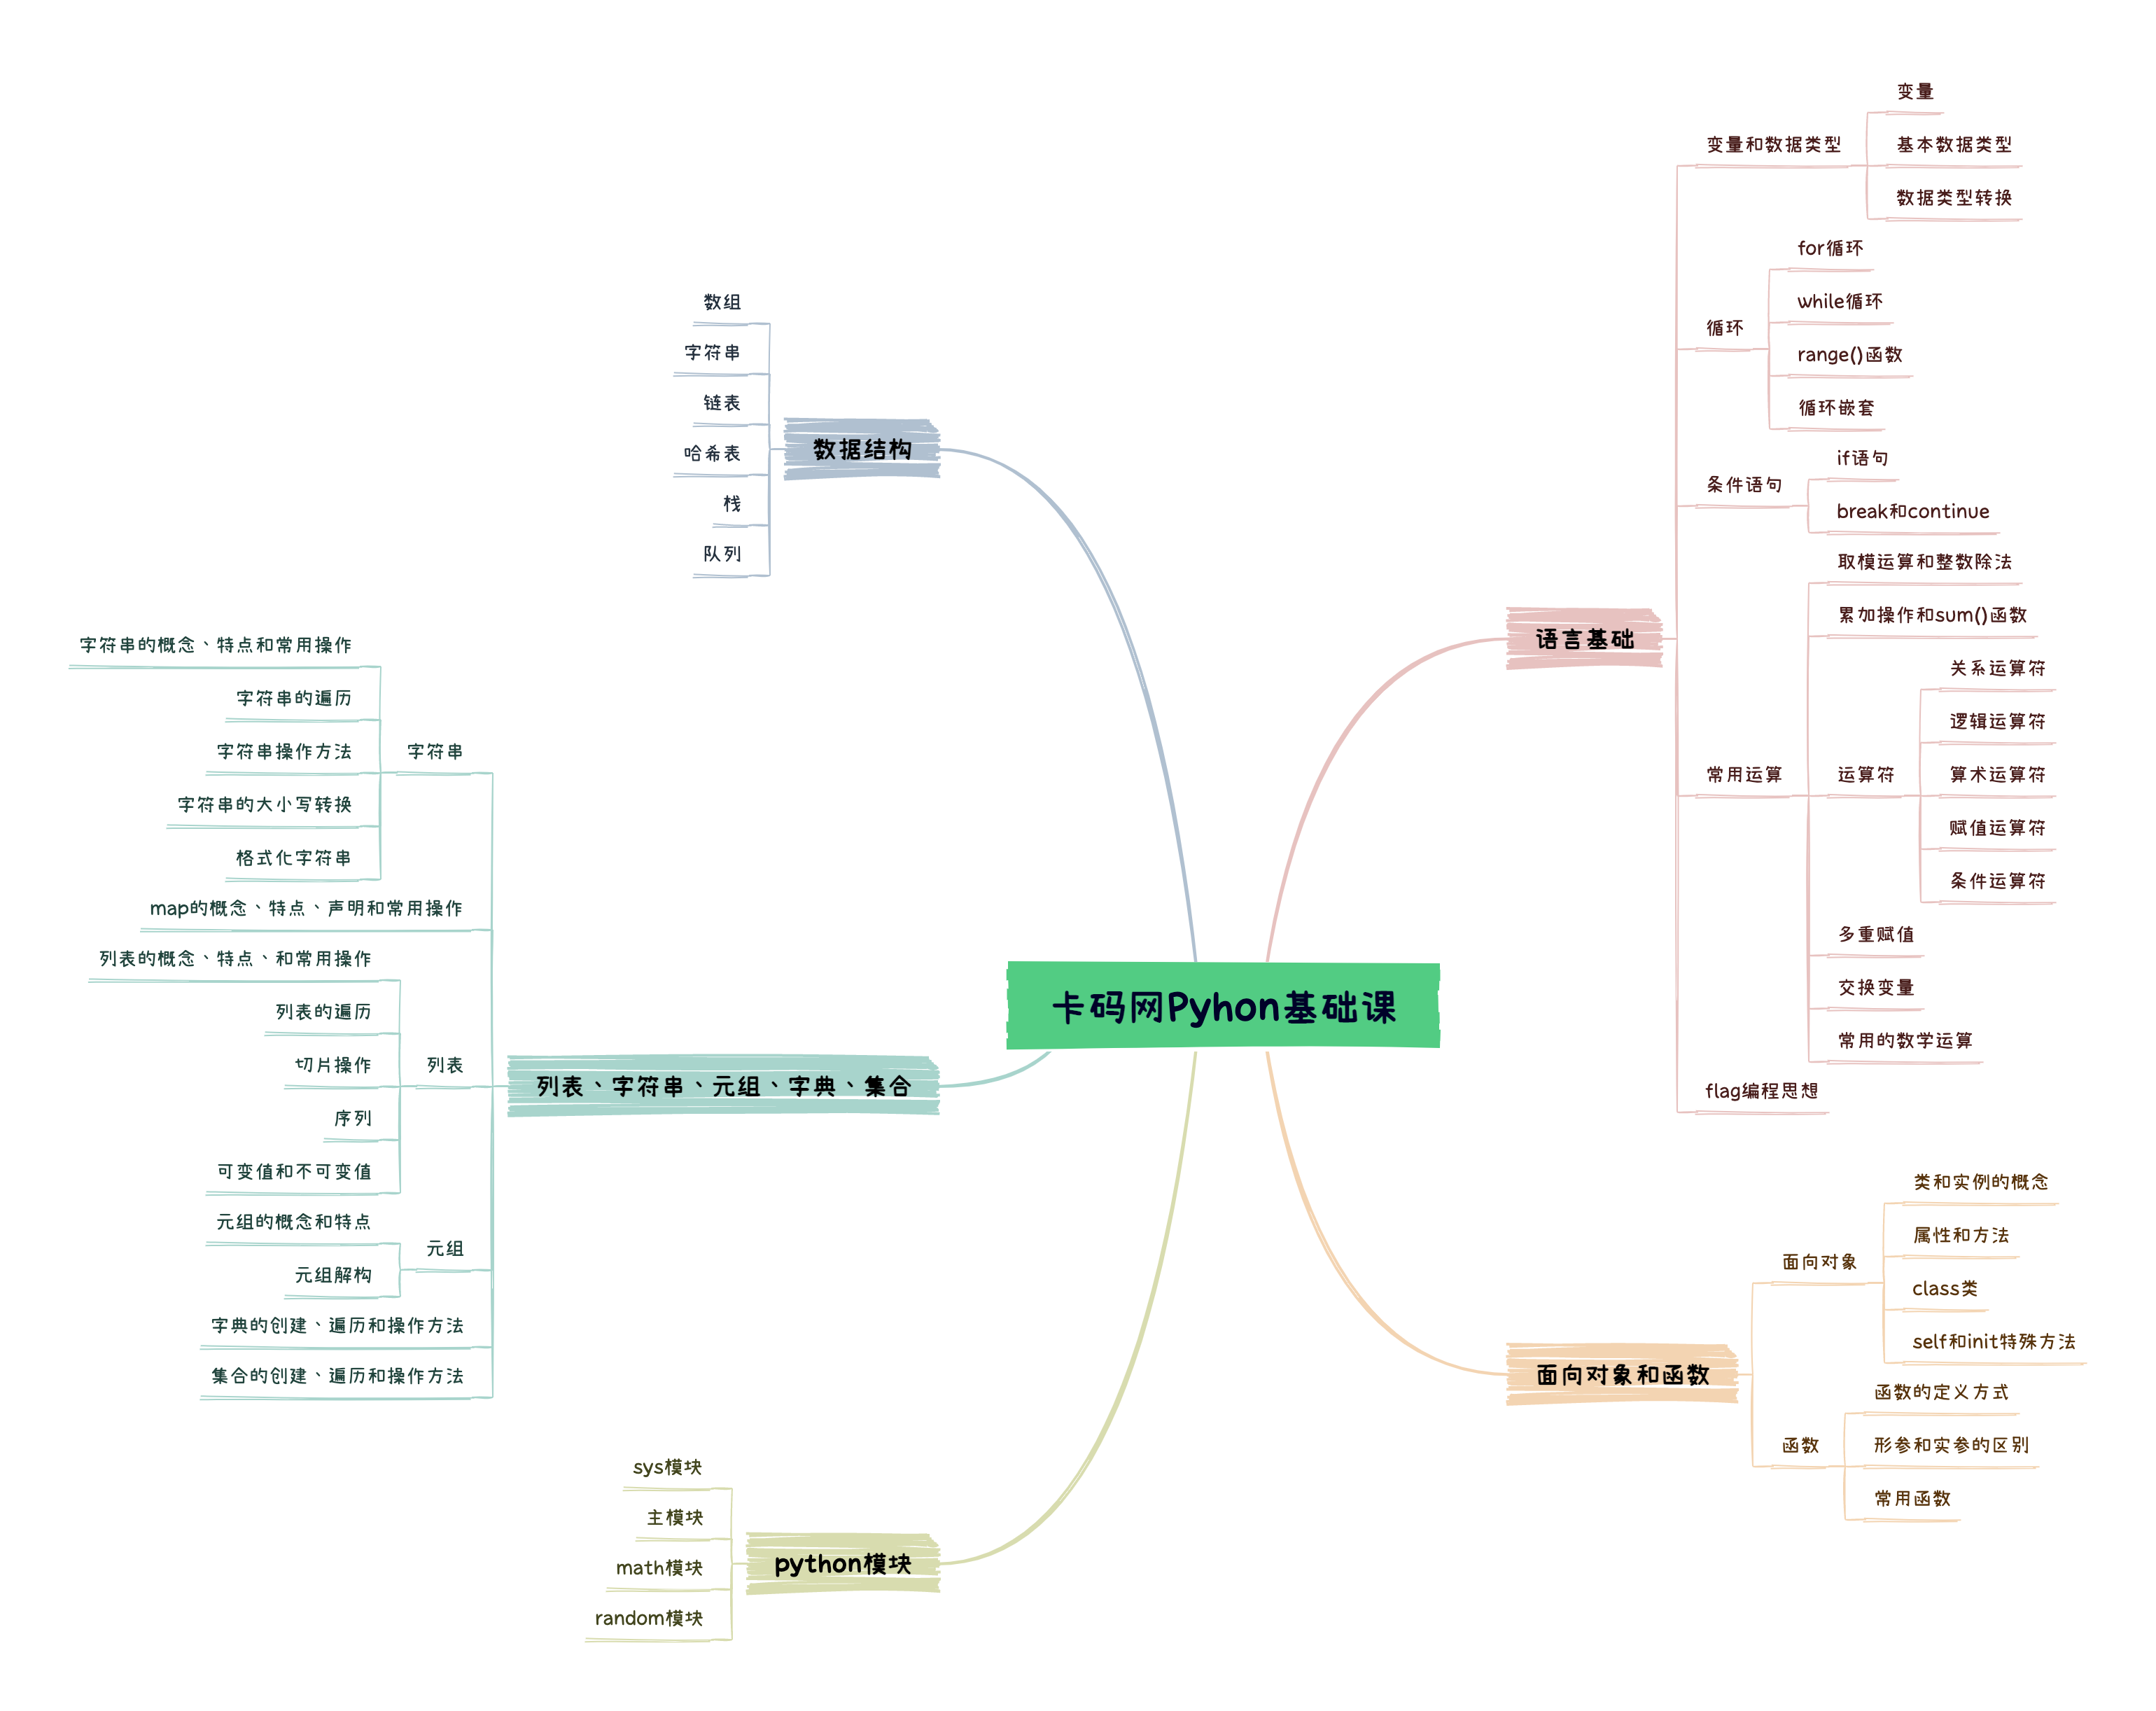 卡码网Pyhon基础课
语言基础
变量和数据类型
变量
基本数据类型
数据类型转换
循环
for循环
while循环
range()函数
循环嵌套
条件语句
if语句
break和continue
常用运算
取模运算和整数除法
累加操作和sum()函数
运算符
关系运算符
逻辑运算符
算术运算符
赋值运算符
条件运算符
多重赋值
交换变量
常用的数学运算
flag编程思想
面向对象和函数
面向对象
类和实例的概念
属性和方法
class类
self和init特殊方法
函数
函数的定义方式
形参和实参的区别
常用函数
数据结构
数组
字符串
链表
哈希表
栈
队列
列表、字符串、元组、字典、集合
字符串
字符串的概念、特点和常用操作
字符串的遍历
字符串操作方法
字符串的大小写转换
格式化字符串
map的概念、特点、声明和常用操作
列表
列表的概念、特点、和常用操作
列表的遍历
切片操作
序列
可变值和不可变值
元组
元组的概念和特点
元组解构
字典的创建、遍历和操作方法
集合的创建、遍历和操作方法
python模块
sys模块
主模块
math模块
random模块